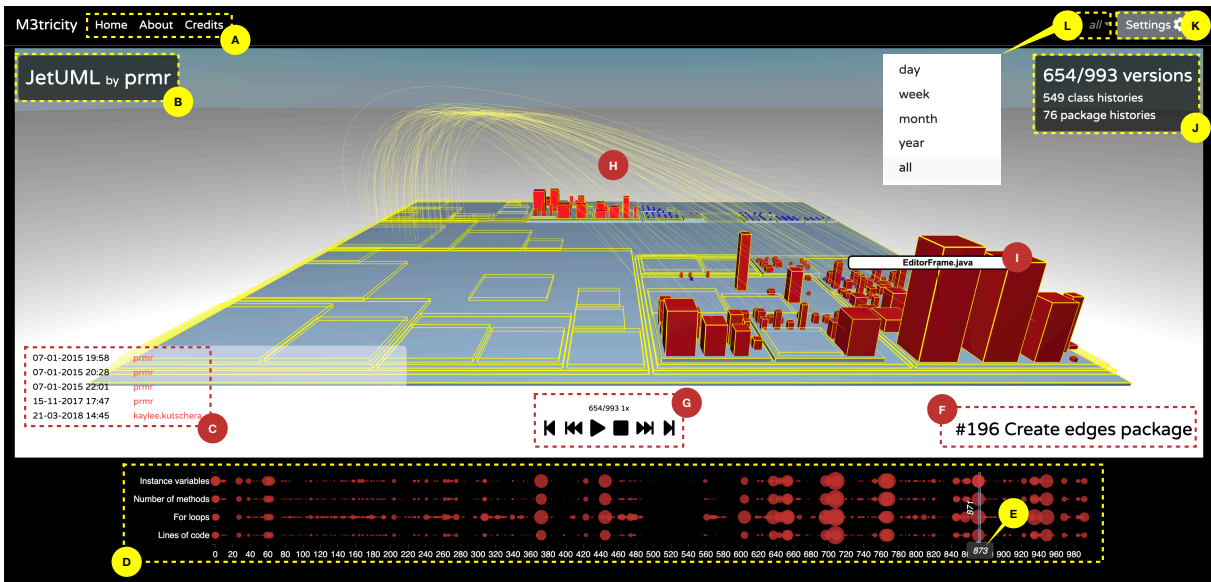 M3tricity Home About Credits
A
L
all
Settings
K
JetUML by prmr
B
day
week
month
year
all
654/993 versions
549 class histories
76 package histories
J
H
EditorFrame.java
I
07-01-2015 19:58 prmr
07-01-2015 20:28 prmr
07-01-2015 22:01 prmr
15-11-2017 17:47 prmr
21-03-2018 14:45 kaylee.kutschera
C
654/993 1x
G
F
#196 Create edges package
Instance variables
Number of methods
For loops
Lines of code
871
E
0 20 40 60 80 100 120 140 160 180 200 220 240 260 280 300 320 340 360 380 400 420 440 460 480 500 520 540 560 580 600 620 640 660 680 700 720 740 760 780 800 820 840 873 900 920 940 960 980
D